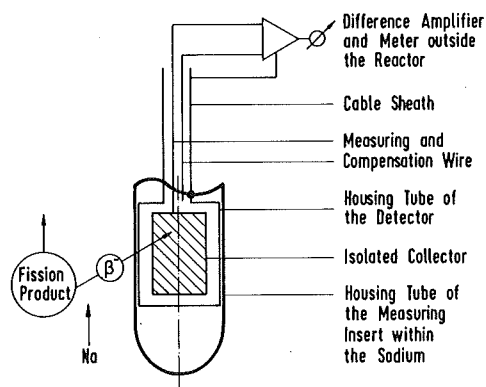 Difference Amplifier
and Meter outside
the Reactor
Cable Sheath
Measuring and
Compensation Wire
Housing Tube of
the Detector
Isolated Collector
Housing Tube of
the Measuring
Insert within
the Sodium
Fission
Product
β⁻
Na